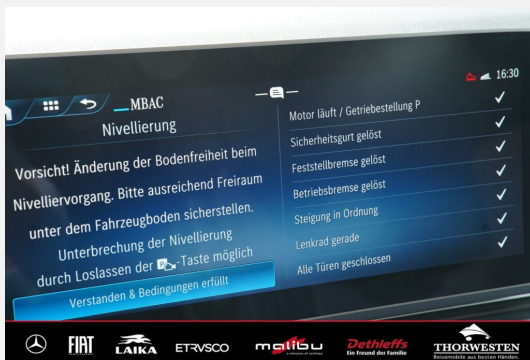 MBAC
16:30
Nivellierung
Vorsicht! Änderung der Bodenfreiheit beim
Nivelliervorgang. Bitte ausreichend Freiraum
unter dem Fahrzeugboden sicherstellen.
Unterbrechung der Nivellierung
durch Loslassen der P-Taste möglich
Verstanden & Bedingungen erfüllt
Motor läuft / Getriebestellung P
Sicherheitsgurt gelöst
Feststellbremse gelöst
Betriebsbremse gelöst
Steigung in Ordnung
Lenkrad gerade
Alle Türen geschlossen
FIAT
LAIKA
ETRVSCO
malibu
Dethleffs
Ein Freund der Familie
THORWESTEN
Reisemobile aus besten Händen.